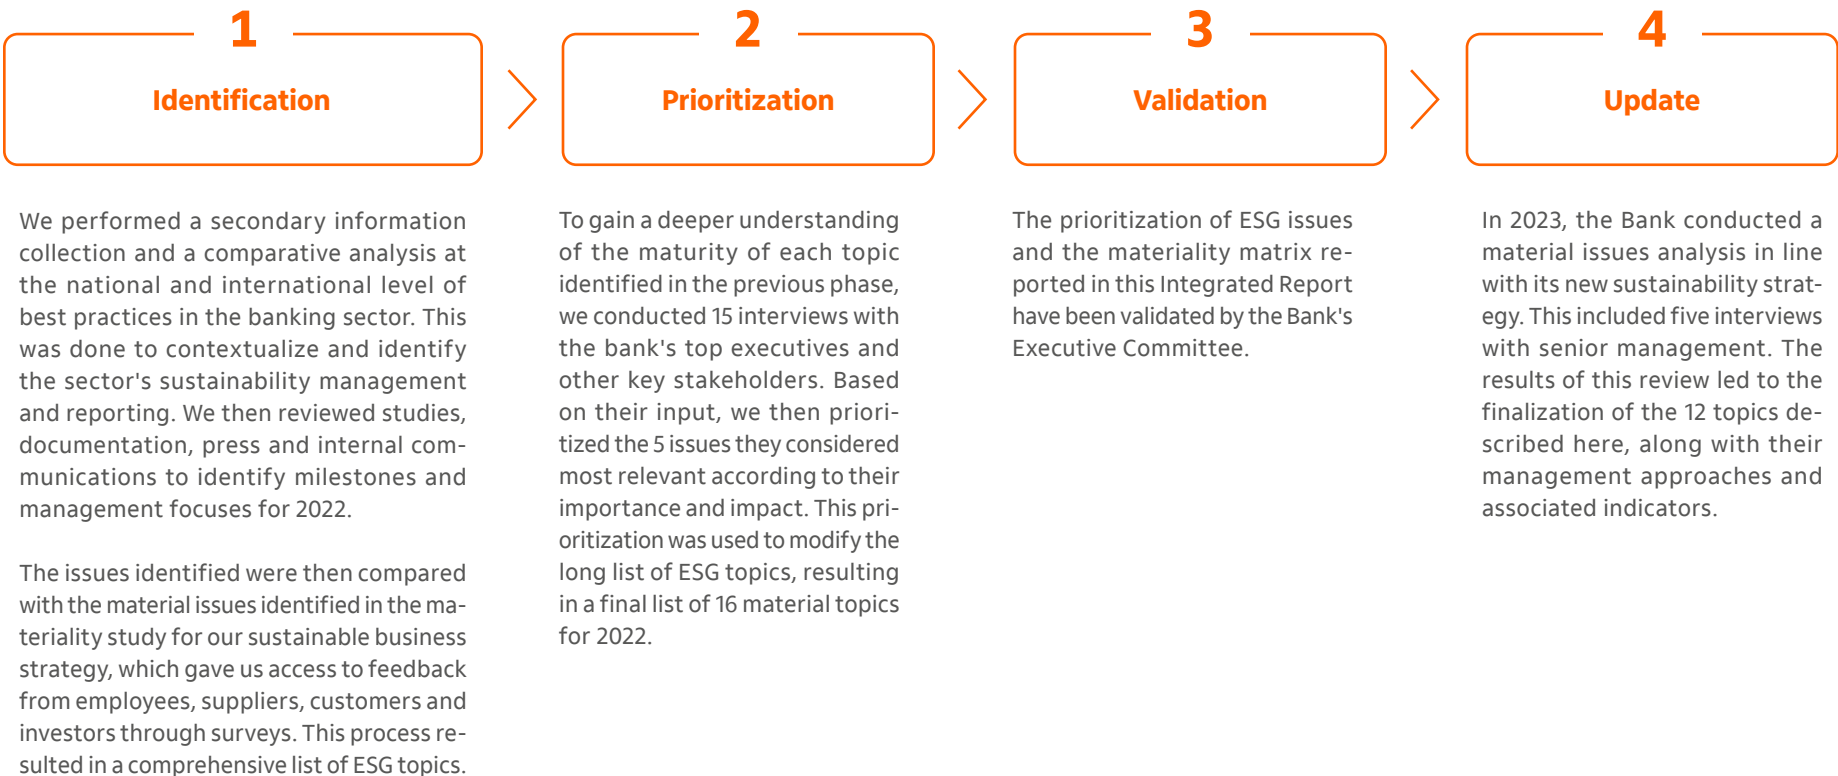 1
Identification
We performed a secondary information
collection and a comparative analysis at
the national and international level of
best practices in the banking sector. This
was done to contextualize and identify
the sector's sustainability management
and reporting. We then reviewed studies,
documentation, press and internal com-
munications to identify milestones and
management focuses for 2022.
The issues identified were then compared
with the material issues identified in the ma-
teriality study for our sustainable business
strategy, which gave us access to feedback
from employees, suppliers, customers and
investors through surveys. This process re-
sulted in a comprehensive list of ESG topics.
2
Prioritization
To gain a deeper understanding
of the maturity of each topic
identified in the previous phase,
we conducted 15 interviews with
the bank's top executives and
other key stakeholders. Based
on their input, we then priori-
tized the 5 issues they considered
most relevant according to their
importance and impact. This pri-
oritization was used to modify the
long list of ESG topics, resulting
in a final list of 16 material topics
for 2022.
3
Validation
The prioritization of ESG issues
and the materiality matrix re-
ported in this Integrated Report
have been validated by the Bank's
Executive Committee.
4
Update
In 2023, the Bank conducted a
material issues analysis in line
with its new sustainability strat-
egy. This included five interviews
with senior management. The
results of this review led to the
finalization of the 12 topics de-
scribed here, along with their
management approaches and
associated indicators.